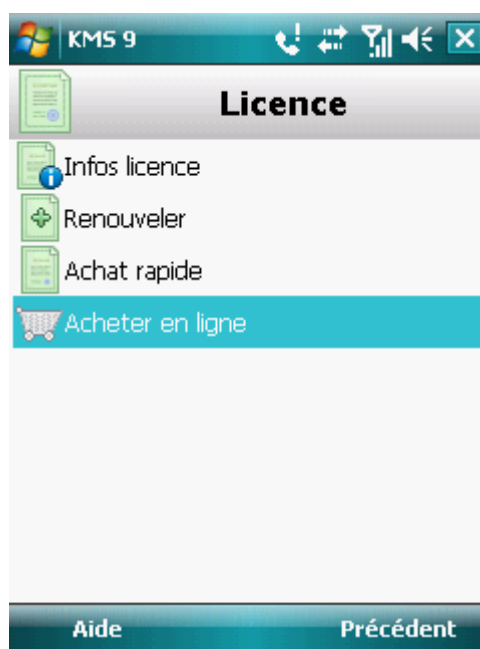 KMS 9
Licence
Infos licence
Renouveler
Achat rapide
Acheter en ligne
Aide Précédent